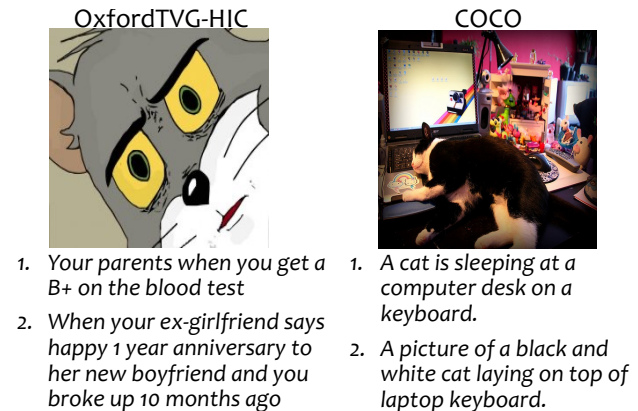 OxfordTVG-HIC
1. Your parents when you get a
B+ on the blood test
2. When your ex-girlfriend says
happy 1 year anniversary to
her new boyfriend and you
broke up 10 months ago
COCO
1. A cat is sleeping at a
computer desk on a
keyboard.
2. A picture of a black and
white cat laying on top of
laptop keyboard.